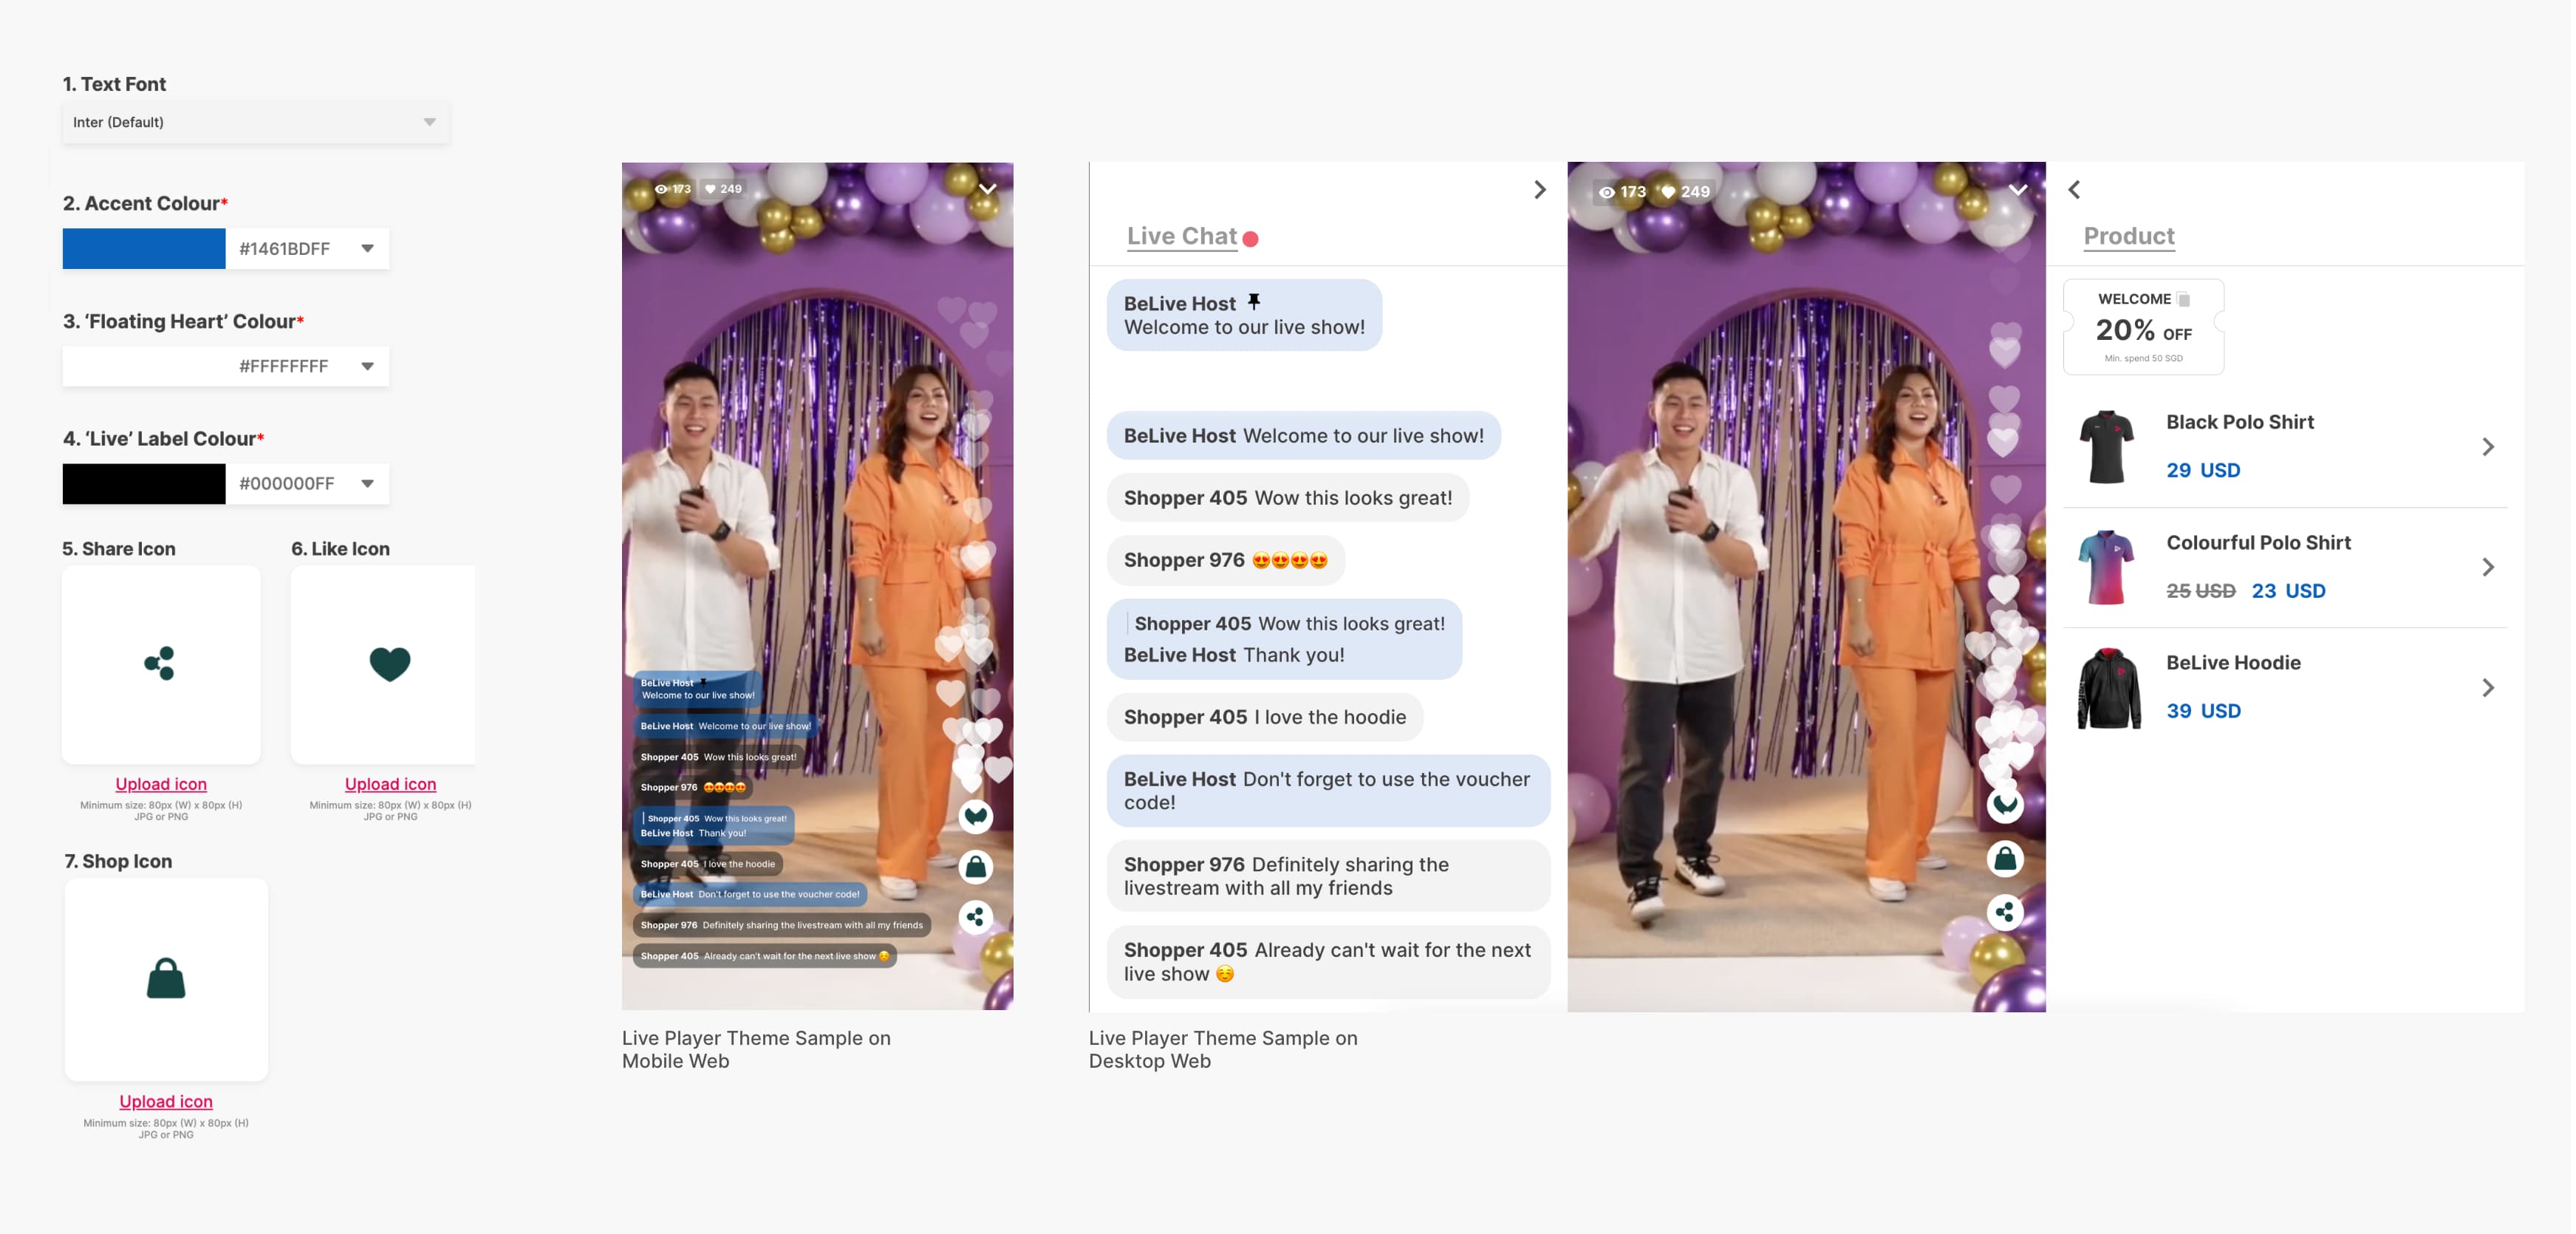 1. Text Font
Inter (Default)
2. Accent Colour*
#1461BDFF
3. ‘Floating Heart’ Colour*
#FFFFFFFF
4. ‘Live’ Label Colour*
#000000FF
5. Share Icon
6. Like Icon
Upload icon
Minimum size: 80px (W) x 80px (H)
JPG or PNG
Upload icon
Minimum size: 80px (W) x 80px (H)
JPG or PNG
7. Shop Icon
Upload icon
Minimum size: 80px (W) x 80px (H)
JPG or PNG
173 249
BeLive Host
Welcome to our live show!
BeLive Host Welcome to our live show!
Shopper 405 Wow this looks great!
Shopper 976 😍😍😍😍
Shopper 405 Wow this looks great!
BeLive Host Thank you!
Shopper 405 I love the hoodie
BeLive Host Don't forget to use the voucher code!
Shopper 976 Definitely sharing the livestream with all my friends
Shopper 405 Already can't wait for the next live show ☺️
Live Player Theme Sample on
Mobile Web
Live Chat
BeLive Host
Welcome to our live show!
BeLive Host Welcome to our live show!
Shopper 405 Wow this looks great!
Shopper 976 😍😍😍😍
Shopper 405 Wow this looks great!
BeLive Host Thank you!
Shopper 405 I love the hoodie
BeLive Host Don't forget to use the voucher
code!
Shopper 976 Definitely sharing the
livestream with all my friends
Shopper 405 Already can't wait for the next
live show ☺️
173 249
Product
WELCOME
20% OFF
Min. spend 50 SGD
Black Polo Shirt
29 USD
Colourful Polo Shirt
25 USD 23 USD
BeLive Hoodie
39 USD
Live Player Theme Sample on
Desktop Web